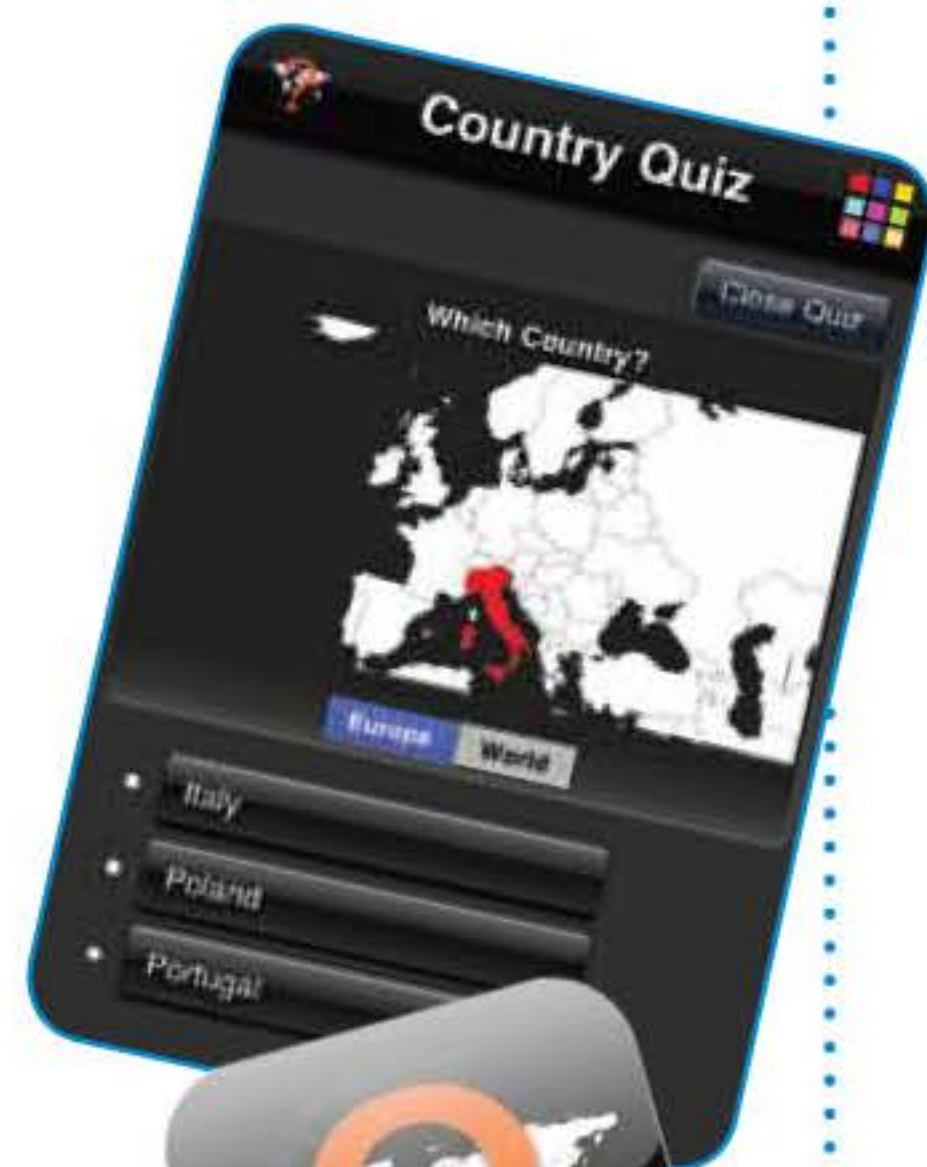 Country Quiz
Close Quiz
Which Country?
Europe
World
Italy
Poland
Portugal